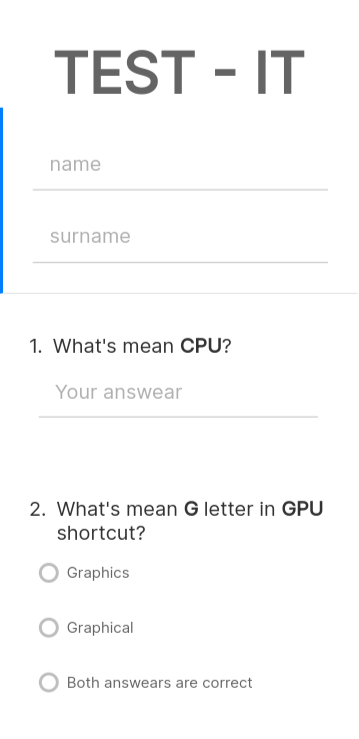 TEST - IT
name
surname
1. What's mean CPU?
Your answear
2. What's mean G letter in GPU
shortcut?
Graphics
Graphical
Both answears are correct